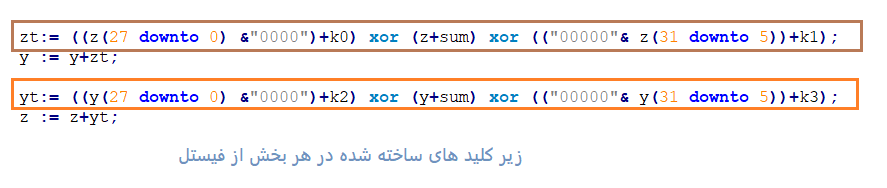 zt:= ((z(27 downto 0) &"0000")+k0) xor (z+sum) xor (("00000"& z(31 downto 5))+k1);
y := y+zt;
yt:= ((y(27 downto 0) &"0000")+k2) xor (y+sum) xor (("00000"& y(31 downto 5))+k3);
z := z+yt;
زیر کلید های ساخته شده در هر بخش از فیستل